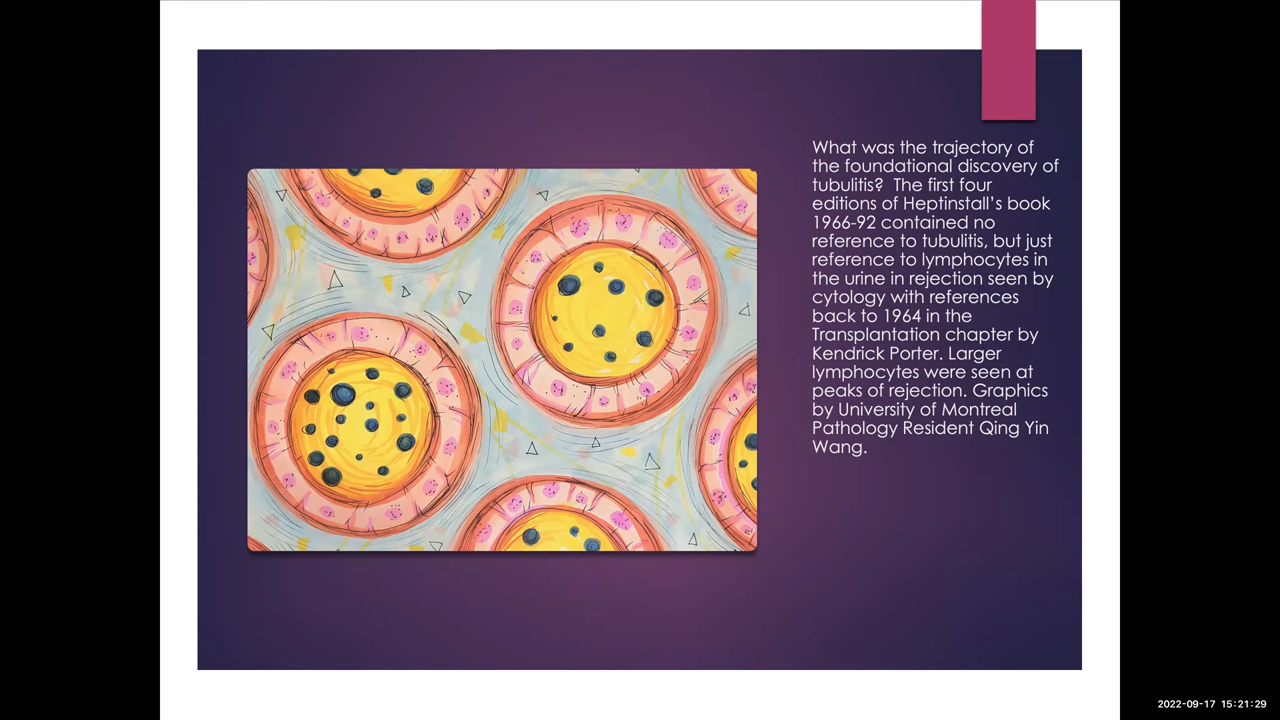 What was the trajectory of
the foundational discovery of
tubulitis?  The first four
editions of Heptinstall’s book
1966-92 contained no
reference to tubulitis, but just
reference to lymphocytes in
the urine in rejection seen by
cytology with references
back to 1964 in the
Transplantation chapter by
Kendrick Porter. Larger
lymphocytes were seen at
peaks of rejection. Graphics
by University of Montreal
Pathology Resident Qing Yin
Wang.
2022-09-17 15:21:29